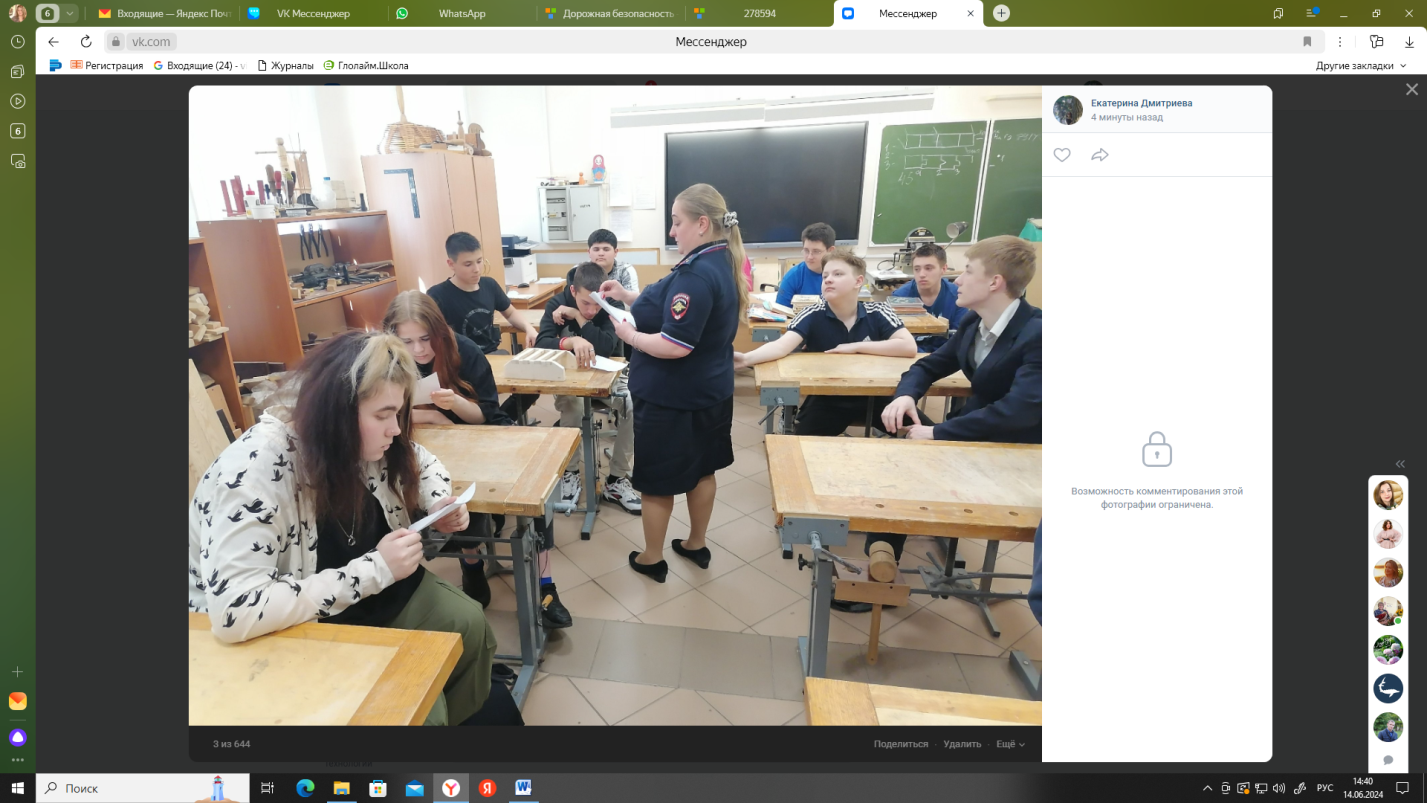 6
Входящие — Яндекс Почт
VK Мессенджер
WhatsApp
Дорожная безопасность
278594
Мессенджер
vk.com
Мессенджер
Регистрация
Входящие (24) - v
Журналы
Глолайм.Школа
Другие закладки
6
Екатерина Дмитриева
4 минуты назад
Возможность комментирования этой
фотографии ограничена.
3 из 644
Поделиться
Удалить
Ещё
Поиск
РУС
14:40
14.06.2024